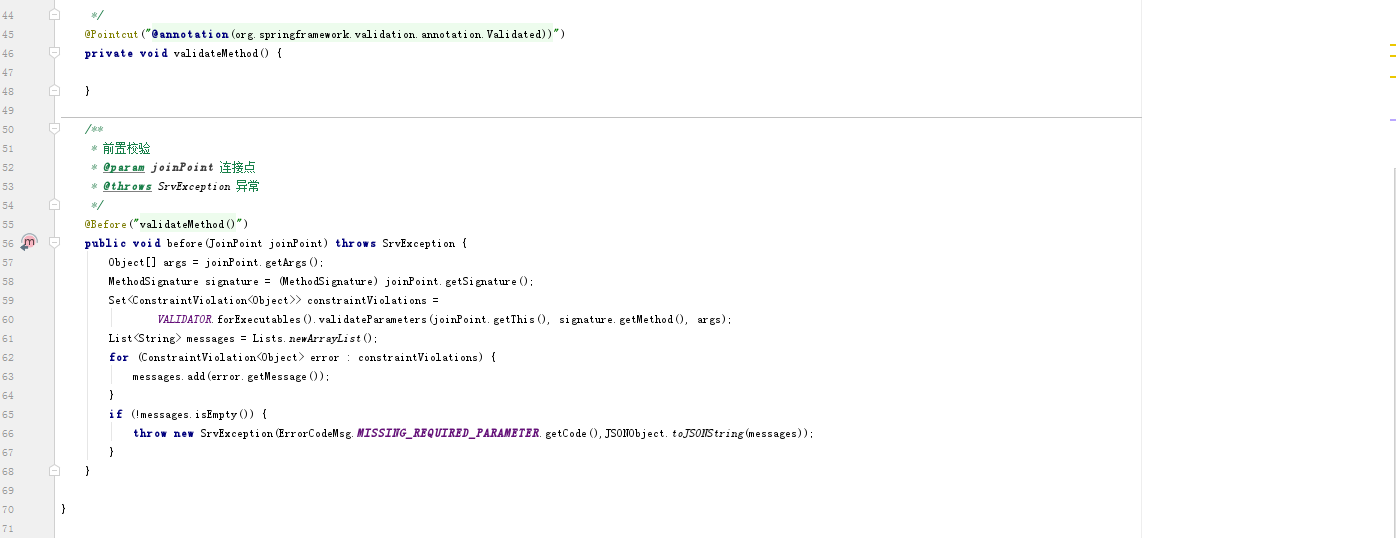 44 */
45 @Pointcut("@annotation(org.springframework.validation.annotation.Validated))")
46 private void validateMethod() {
47
48 }
49
50 /**
51 * 前置校验
52 * @param joinPoint 连接点
53 * @throws SrvException 异常
54 */
55 @Before("validateMethod()")
56 m public void before(JoinPoint joinPoint) throws SrvException {
57 Object[] args = joinPoint.getArgs();
58 MethodSignature signature = (MethodSignature) joinPoint.getSignature();
59 Set<ConstraintViolation<Object>> constraintViolations =
60 VALIDATOR.forExecutables().validateParameters(joinPoint.getThis(), signature.getMethod(), args);
61 List<String> messages = Lists.newArrayList();
62 for (ConstraintViolation<Object> error : constraintViolations) {
63 messages.add(error.getMessage());
64 }
65 if (!messages.isEmpty()) {
66 throw new SrvException(ErrorCodeMsg.MISSING_REQUIRED_PARAMETER.getCode(),JSONObject.toJSONString(messages));
67 }
68 }
69
70 }
71